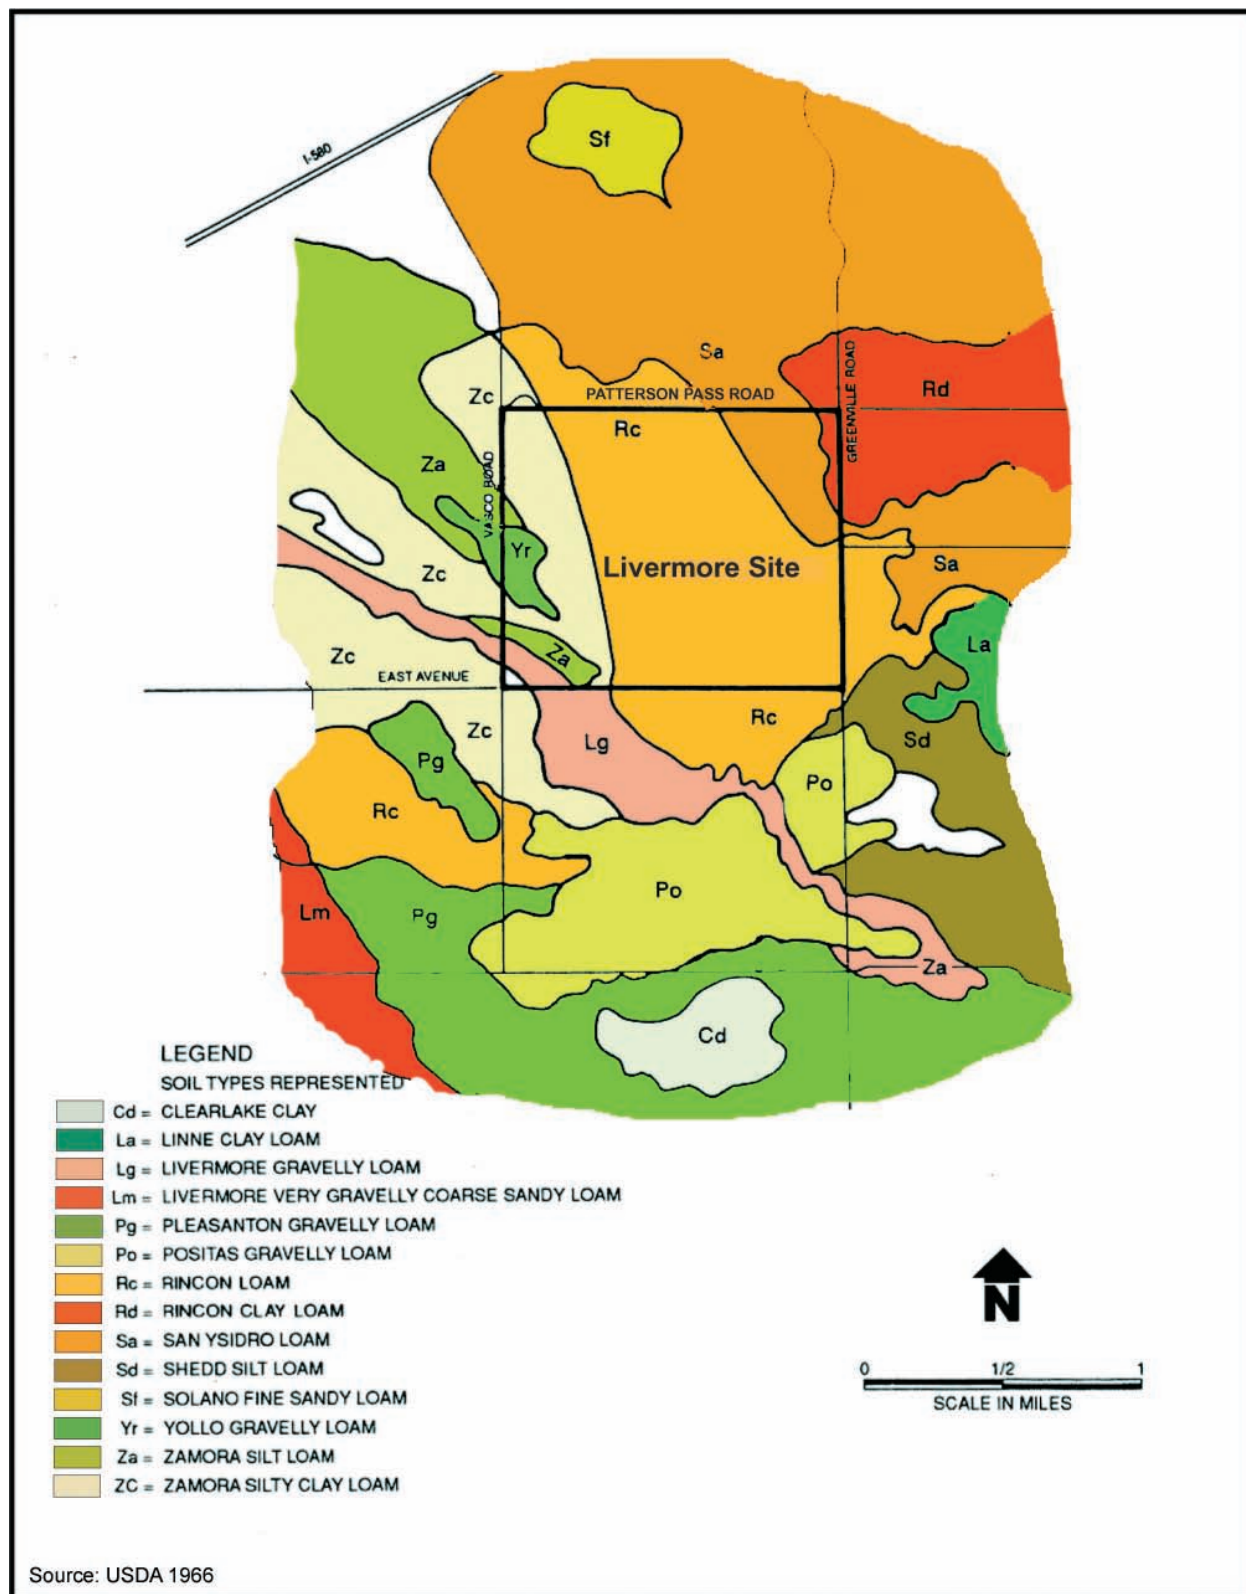 I-580
Sf
Sa
Rd
GREENVILLE ROAD
PATTERSON PASS ROAD
Zc
Rc
Za
VASCO ROAD
Yr
Livermore Site
Sa
Zc
La
Za
Zc
EAST AVENUE
Zc
Rc
Sd
Lg
Pg
Po
Rc
Po
Lm
Pg
Za
Cd
LEGEND
SOIL TYPES REPRESENTED
Cd = CLEARLAKE CLAY
La = LINNE CLAY LOAM
Lg = LIVERMORE GRAVELLY LOAM
Lm = LIVERMORE VERY GRAVELLY COARSE SANDY LOAM
Pg = PLEASANTON GRAVELLY LOAM
Po = POSITAS GRAVELLY LOAM
Rc = RINCON LOAM
Rd = RINCON CLAY LOAM
Sa = SAN YSIDRO LOAM
Sd = SHEDD SILT LOAM
Sf = SOLANO FINE SANDY LOAM
Yr = YOLLO GRAVELLY LOAM
Za = ZAMORA SILT LOAM
ZC = ZAMORA SILTY CLAY LOAM
N
0 1/2 1
SCALE IN MILES
Source: USDA 1966